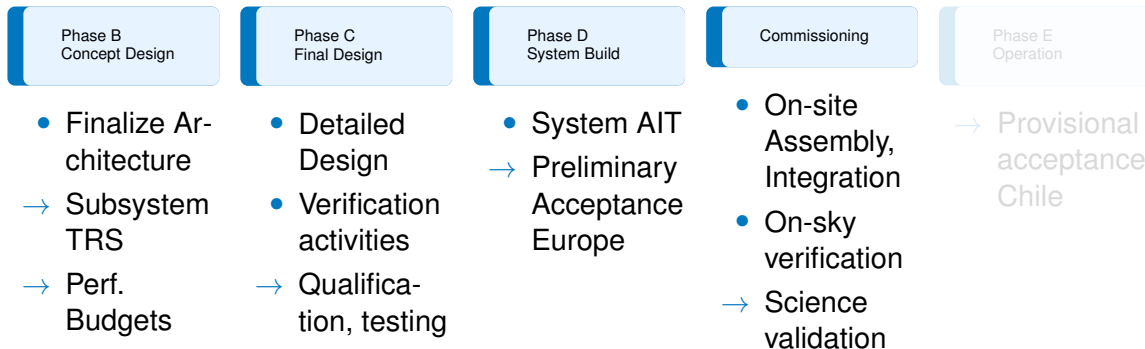 Phase B
Concept Design
• Finalize Ar-
chitecture
→ Subsystem
TRS
→ Perf.
Budgets
Phase C
Final Design
• Detailed
Design
• Verification
activities
→ Qualifica-
tion, testing
Phase D
System Build
• System AIT
→ Preliminary
Acceptance
Europe
Commissioning
• On-site
Assembly,
Integration
• On-sky
verification
→ Science
validation
Phase E
Operation
→ Provisional
acceptance
Chile